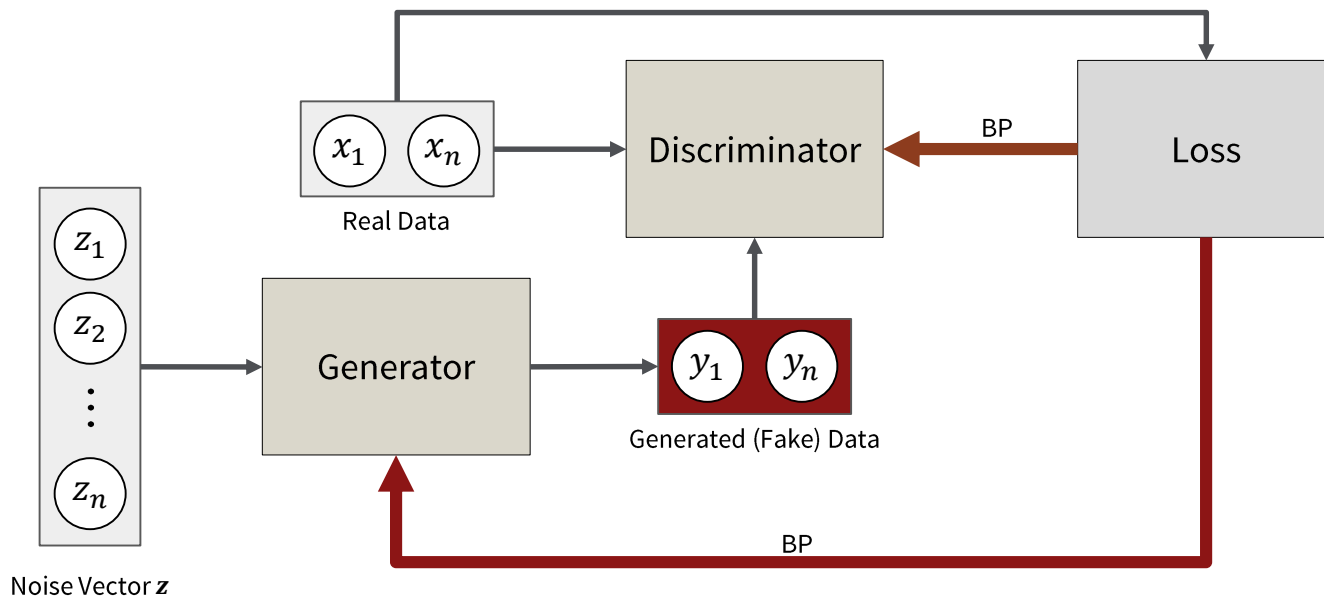 x₁ xₙ
Real Data
Discriminator
BP
Loss
z₁
z₂
⋮
zₙ
Noise Vector z
Generator
y₁ yₙ
Generated (Fake) Data
BP